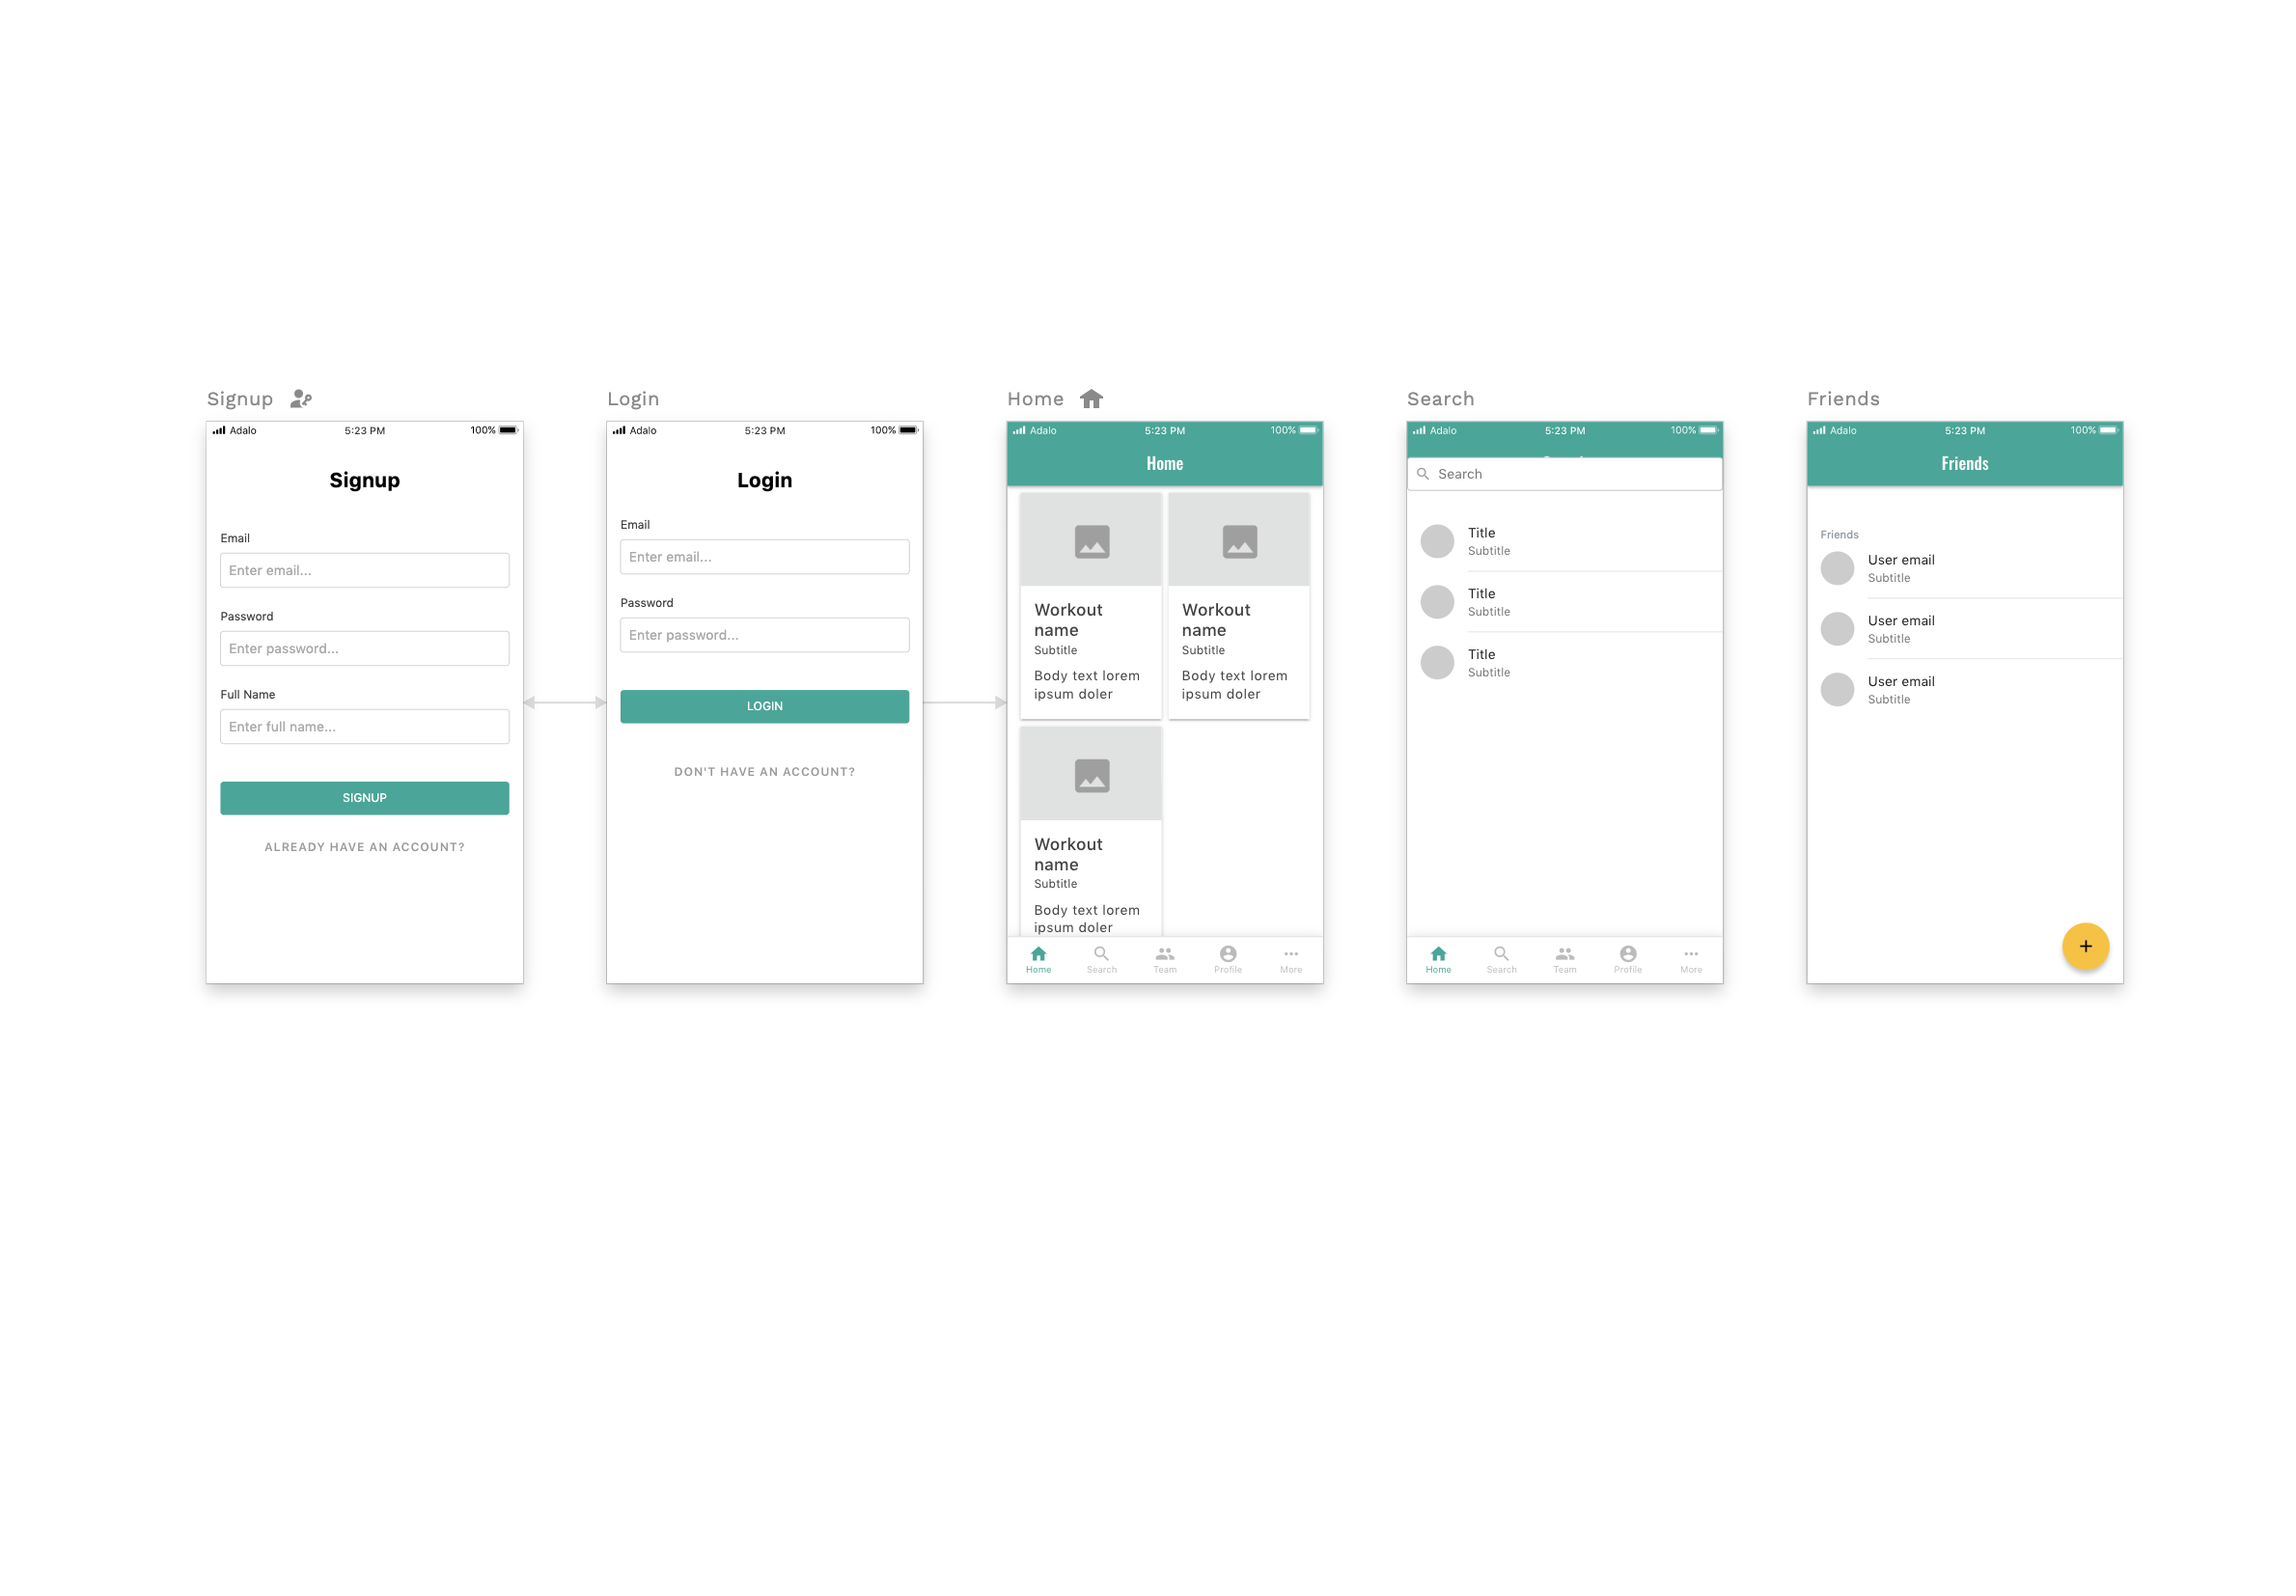 Signup
Adalo 5:23 PM 100%
Signup
Email
Enter email...
Password
Enter password...
Full Name
Enter full name...
SIGNUP
ALREADY HAVE AN ACCOUNT?
Login
Adalo 5:23 PM 100%
Login
Email
Enter email...
Password
Enter password...
LOGIN
DON'T HAVE AN ACCOUNT?
Home
Adalo 5:23 PM 100%
Home
Workout
name
Subtitle
Body text lorem
ipsum doler
Workout
name
Subtitle
Body text lorem
ipsum doler
Workout
name
Subtitle
Body text lorem
ipsum doler
Home Search Team Profile More
Search
Adalo 5:23 PM 100%
Search
Title
Subtitle
Title
Subtitle
Title
Subtitle
Home Search Team Profile More
Friends
Adalo 5:23 PM 100%
Friends
Friends
User email
Subtitle
User email
Subtitle
User email
Subtitle
+